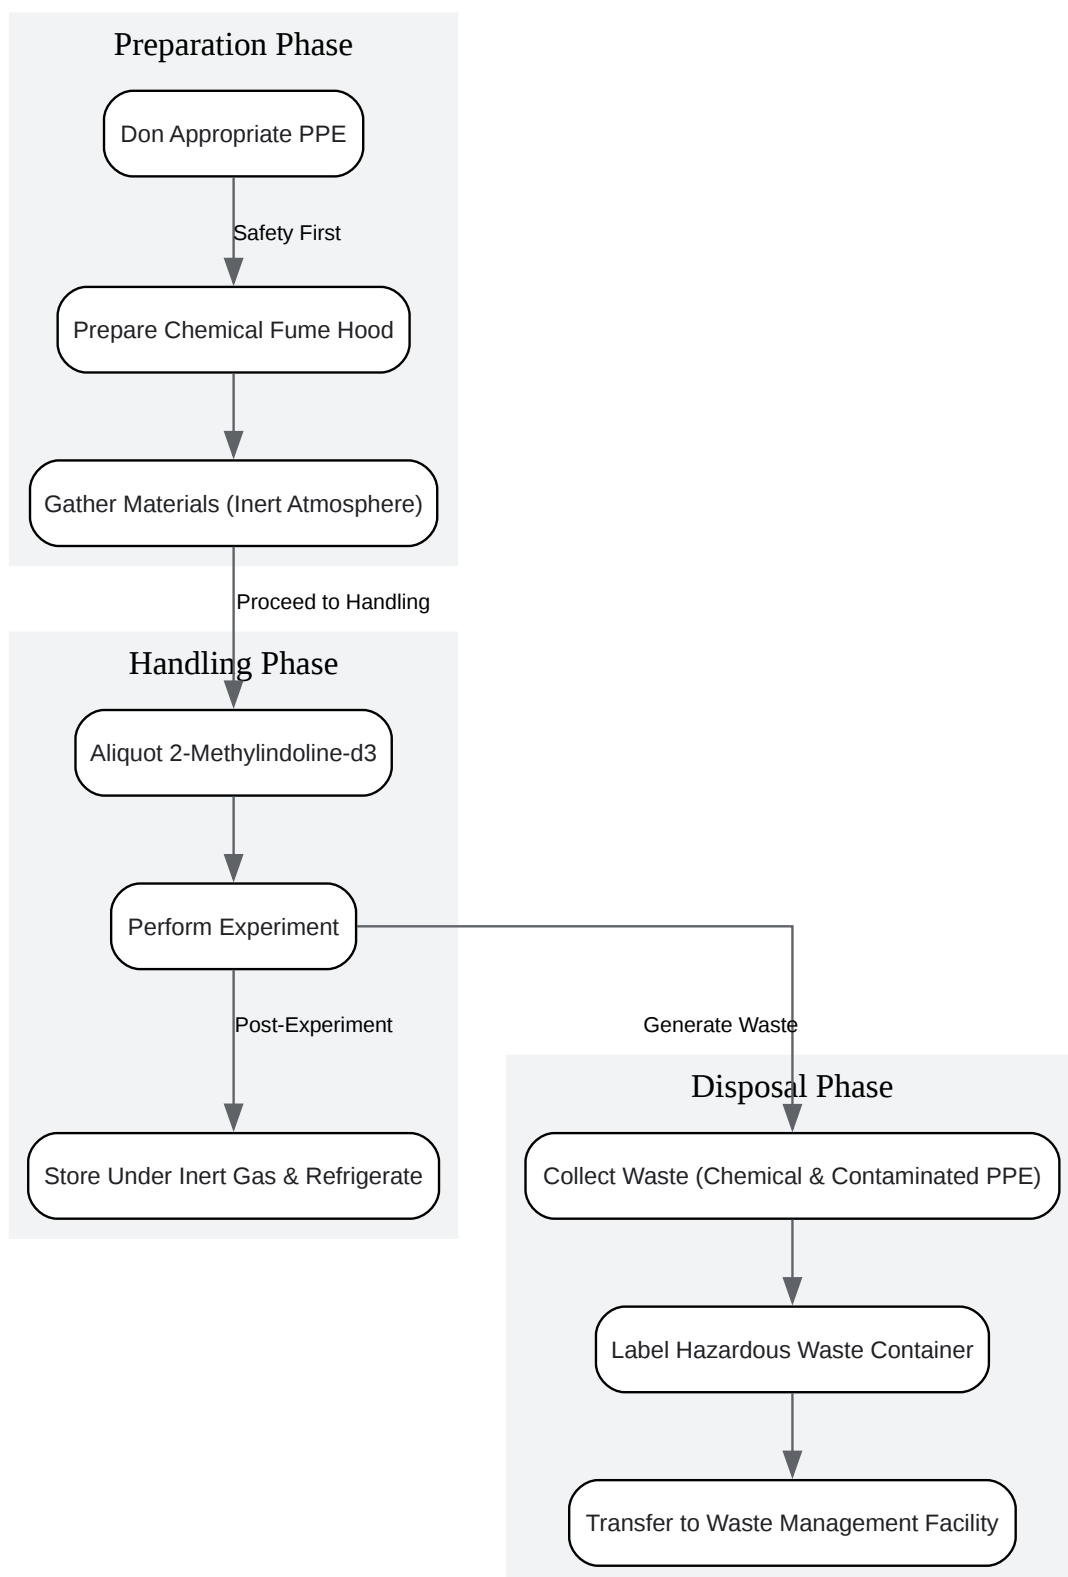 Preparation Phase
Don Appropriate PPE
Safety First
Prepare Chemical Fume Hood
Gather Materials (Inert Atmosphere)
Proceed to Handling
Handling Phase
Aliquot 2-Methylindoline-d3
Perform Experiment
Post-Experiment
Store Under Inert Gas & Refrigerate
Generate Waste
Disposal Phase
Collect Waste (Chemical & Contaminated PPE)
Label Hazardous Waste Container
Transfer to Waste Management Facility